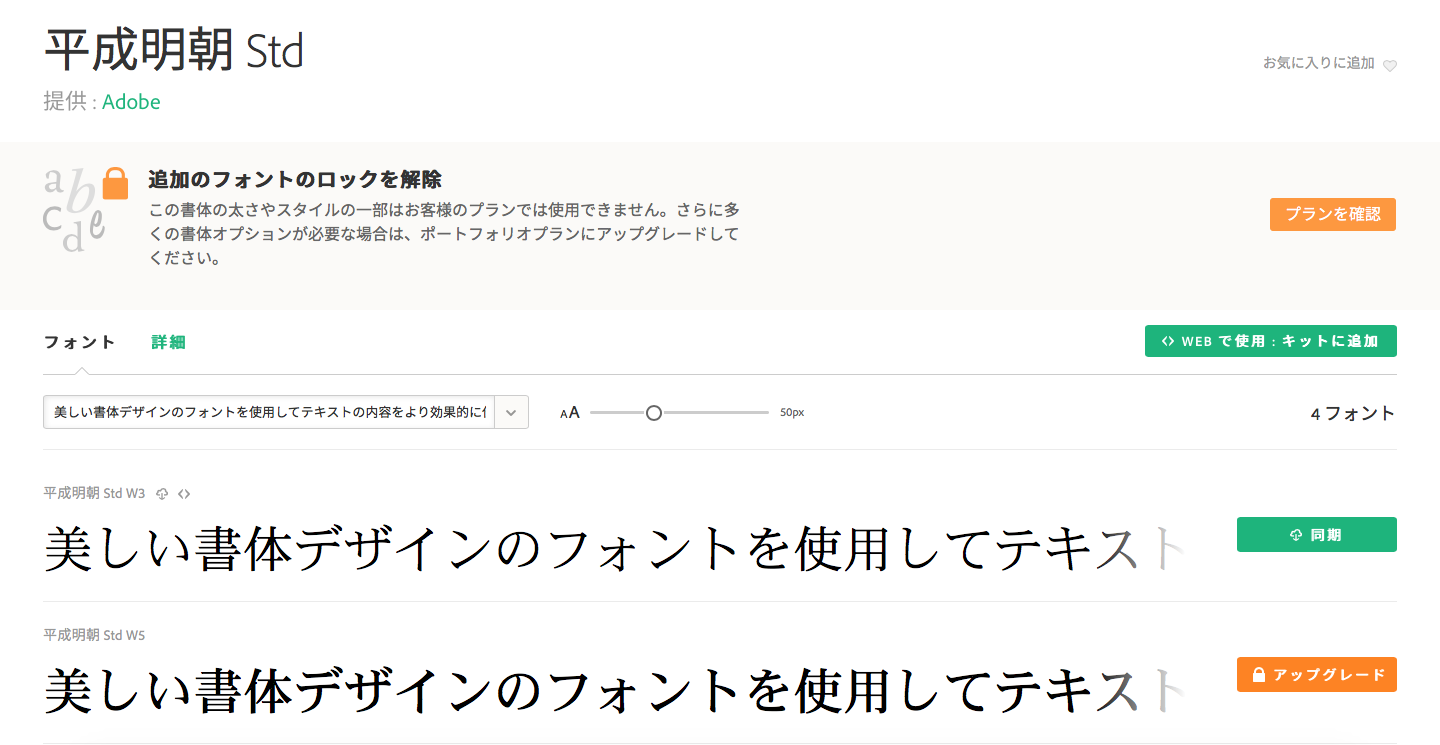 平成明朝 Std
お気に入りに追加
提供 : Adobe
a b c d e
追加のフォントのロックを解除
この書体の太さやスタイルの一部はお客様のプランでは使用できません。さらに多
くの書体オプションが必要な場合は、ポートフォリオプランにアップグレードして
ください。
プランを確認
フォント 詳細
<> WEB で使用 : キットに追加
美しい書体デザインのフォントを使用してテキストの内容をより効果的に
AA 50px
4 フォント
平成明朝 Std W3 <>
美しい書体デザインのフォントを使用してテキスト
同期
平成明朝 Std W5
美しい書体デザインのフォントを使用してテキスト
アップグレード